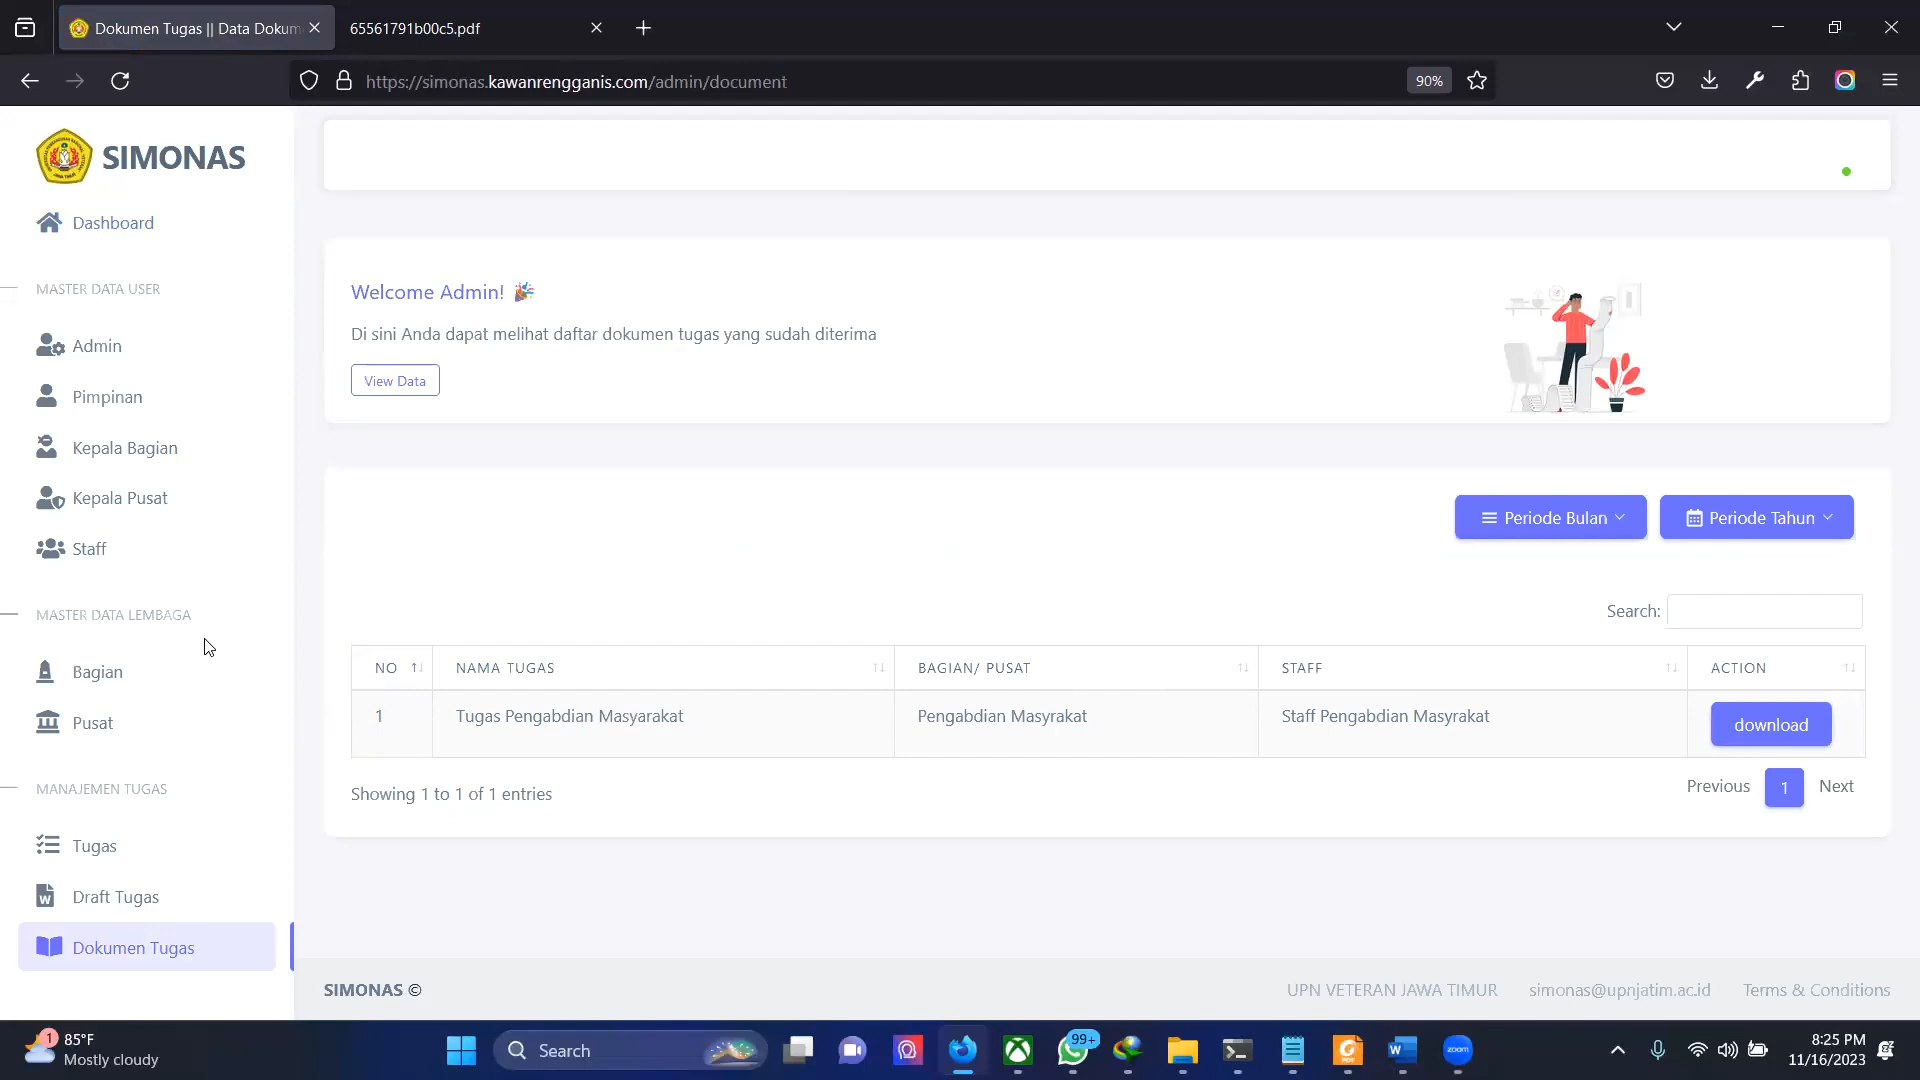 Dokumen Tugas || Data Dokum
65561791b00c5.pdf
https://simonas.kawanrengganis.com/admin/document
90%
SIMONAS
Dashboard
MASTER DATA USER
Admin
Pimpinan
Kepala Bagian
Kepala Pusat
Staff
MASTER DATA LEMBAGA
Bagian
Pusat
MANAJEMEN TUGAS
Tugas
Draft Tugas
Dokumen Tugas
Welcome Admin! 🎉
Di sini Anda dapat melihat daftar dokumen tugas yang sudah diterima
View Data
Periode Bulan
Periode Tahun
Search:
NO NAMA TUGAS BAGIAN/ PUSAT STAFF ACTION
1 Tugas Pengabdian Masyarakat Pengabdian Masyrakat Staff Pengabdian Masyrakat download
Showing 1 to 1 of 1 entries
Previous 1 Next
SIMONAS ©
UPN VETERAN JAWA TIMUR simonas@upnjatim.ac.id Terms & Conditions
1
85°F
Mostly cloudy
Search
99+
zoom
8:25 PM
11/16/2023